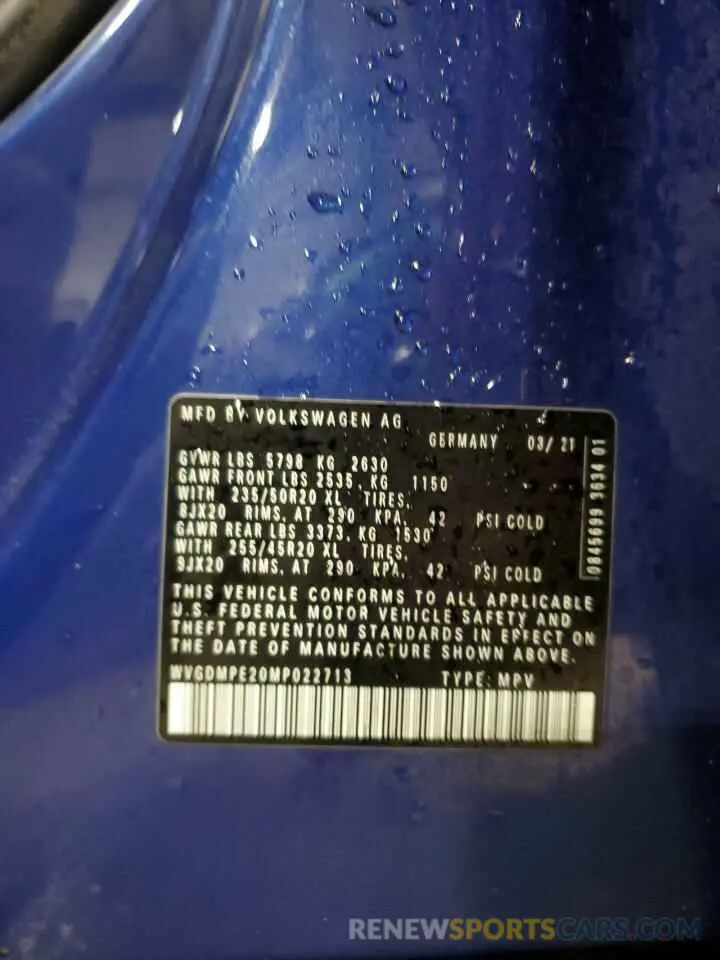 MFD BY VOLKSWAGEN AG
GERMANY 03/21
GVWR LBS 5798 KG 2630
GAWR FRONT LBS 2535, KG 1150
WITH 235/50R20 XL TIRES,
8JX20 RIMS, AT 290 KPA, 42 PSI COLD
GAWR REAR LBS 3373, KG 1530
WITH 255/45R20 XL TIRES,
9JX20 RIMS, AT 290 KPA, 42 PSI COLD
THIS VEHICLE CONFORMS TO ALL APPLICABLE
U.S. FEDERAL MOTOR VEHICLE SAFETY AND
THEFT PREVENTION STANDARDS IN EFFECT ON
THE DATE OF MANUFACTURE SHOWN ABOVE.
WVGDMPE20MP022713 TYPE: MPV
0845699 3634 01
RENEWSPORTSCARS.COM